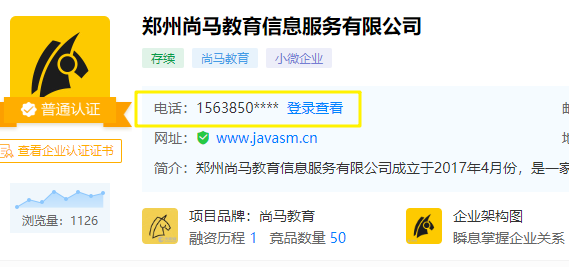 郑州尚马教育信息服务有限公司
存续 尚马教育 小微企业
普通认证
电话：1563850**** 登录查看
网址： www.javasm.cn
查看企业认证证书
简介：郑州尚马教育信息服务有限公司成立于2017年4月份，是一家
浏览量：1126
项目品牌：尚马教育
融资历程 1 竞品数量 50
企业架构图
瞬息掌握企业关系